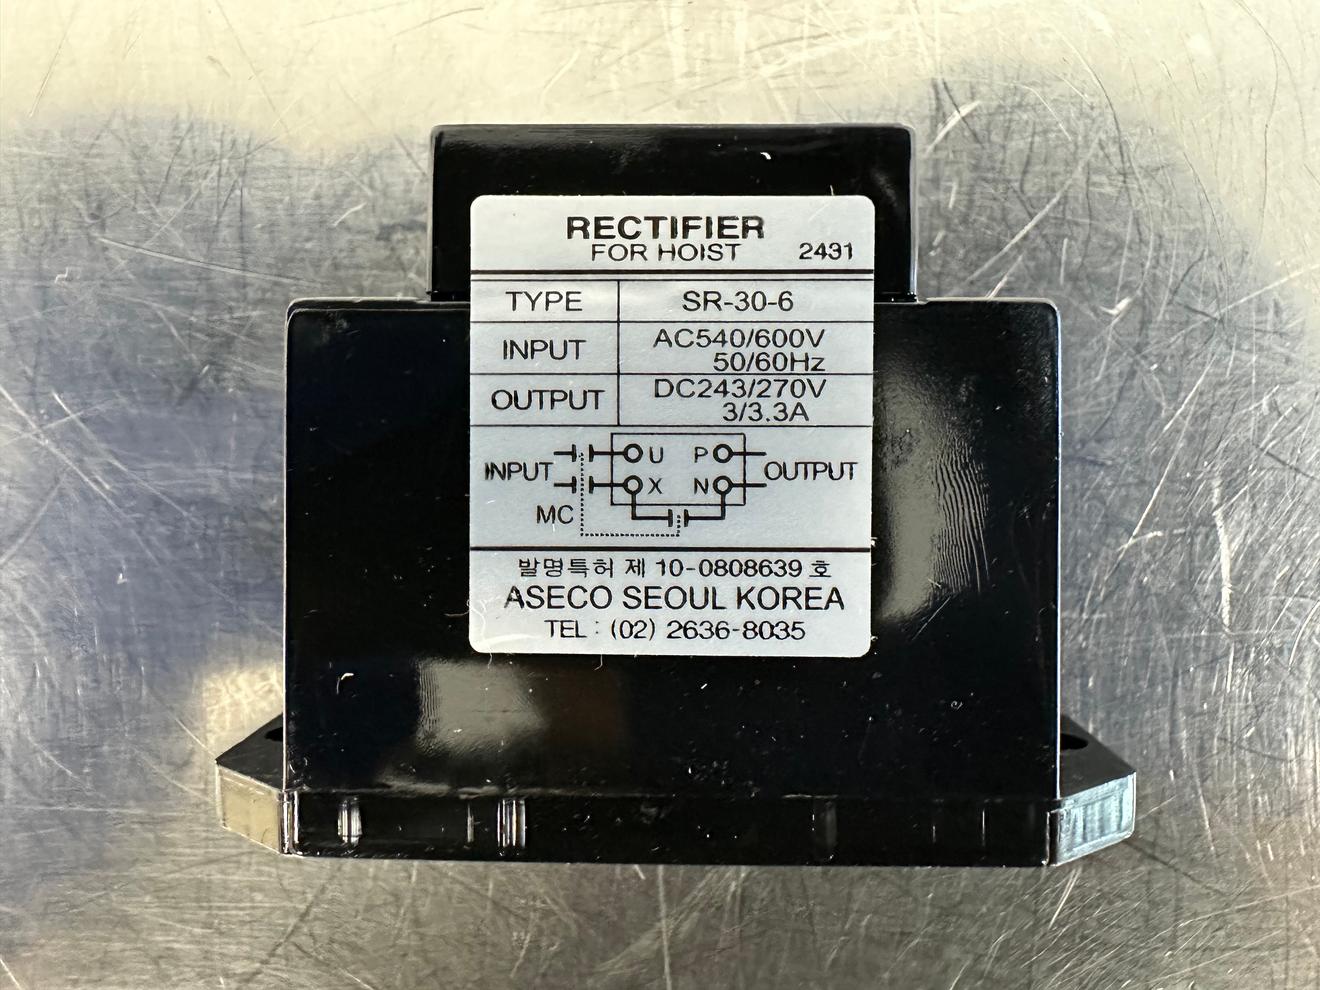 RECTIFIER
FOR HOIST 2431
TYPE SR-30-6
INPUT AC540/600V
50/60Hz
OUTPUT DC243/270V
3/3.3A
U P
INPUT OUTPUT
X N
MC
발명특허 제 10-0808639 호
ASECO SEOUL KOREA
TEL : (02) 2636-8035